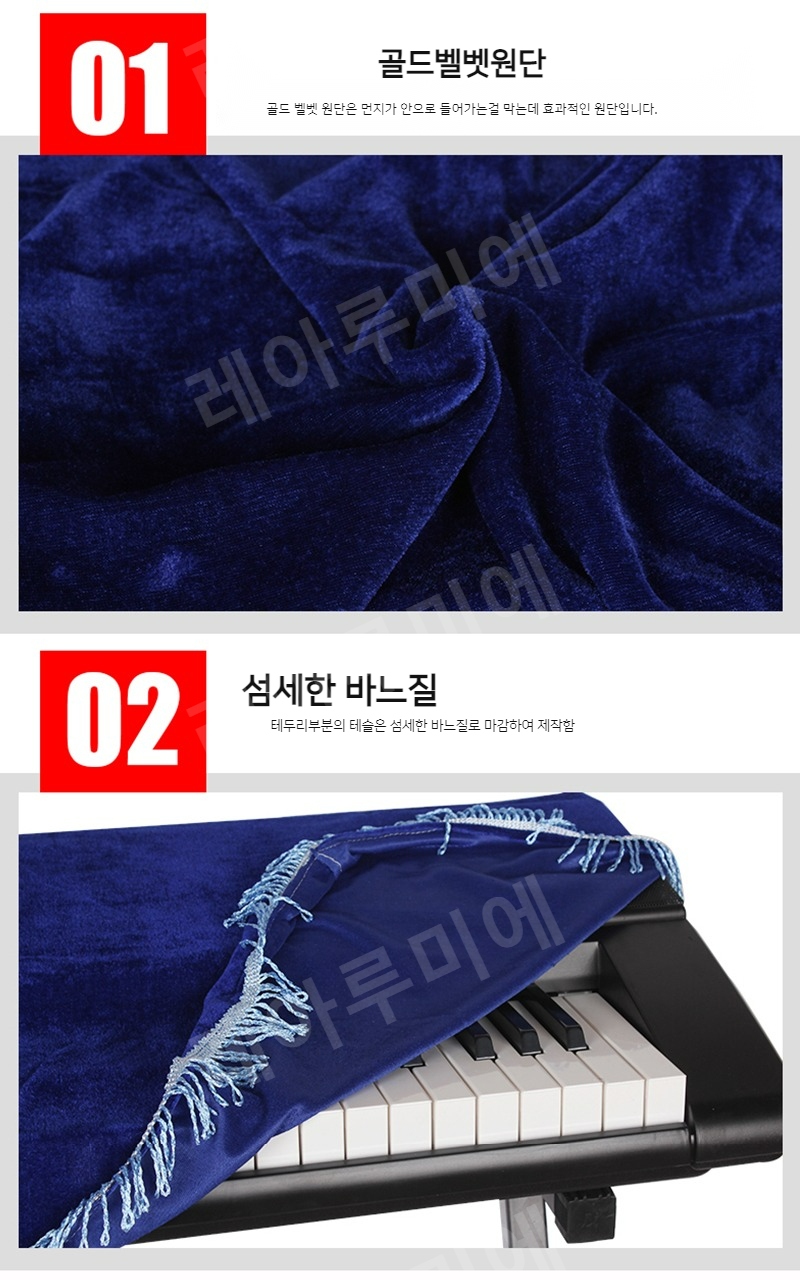 01
골드벨벳원단
골드 벨벳 원단은 먼지가 안으로 들어가는걸 막는데 효과적인 원단입니다.
레아루미에
02
섬세한 바느질
테두리부분의 테슬은 섬세한 바느질로 마감하여 제작함
레아루미에